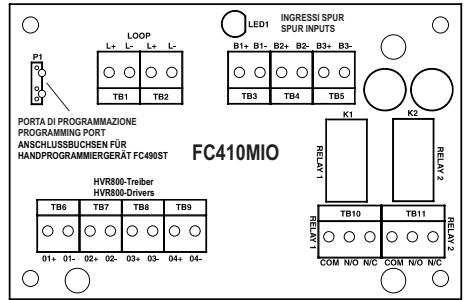 LOOP
L+ L- L+ L-
TB1 TB2
LED1
INGRESSI SPUR
SPUR INPUTS
B1+ B1- B2+ B2- B3+ B3-
TB3 TB4 TB5
P1
PORTA DI PROGRAMMAZIONE
PROGRAMMING PORT
ANSCHLUSSBUCHSEN FÜR
HANDPROGRAMMIERGERÄT FC490ST
FC410MIO
K1
K2
RELAY 1
RELAY 2
HVR800-Treiber
HVR800-Drivers
TB6 TB7 TB8 TB9
01+ 01- 02+ 02- 03+ 03- 04+ 04-
RELAY 1
TB10 TB11
RELAY 2
COM N/O N/C COM N/O N/C